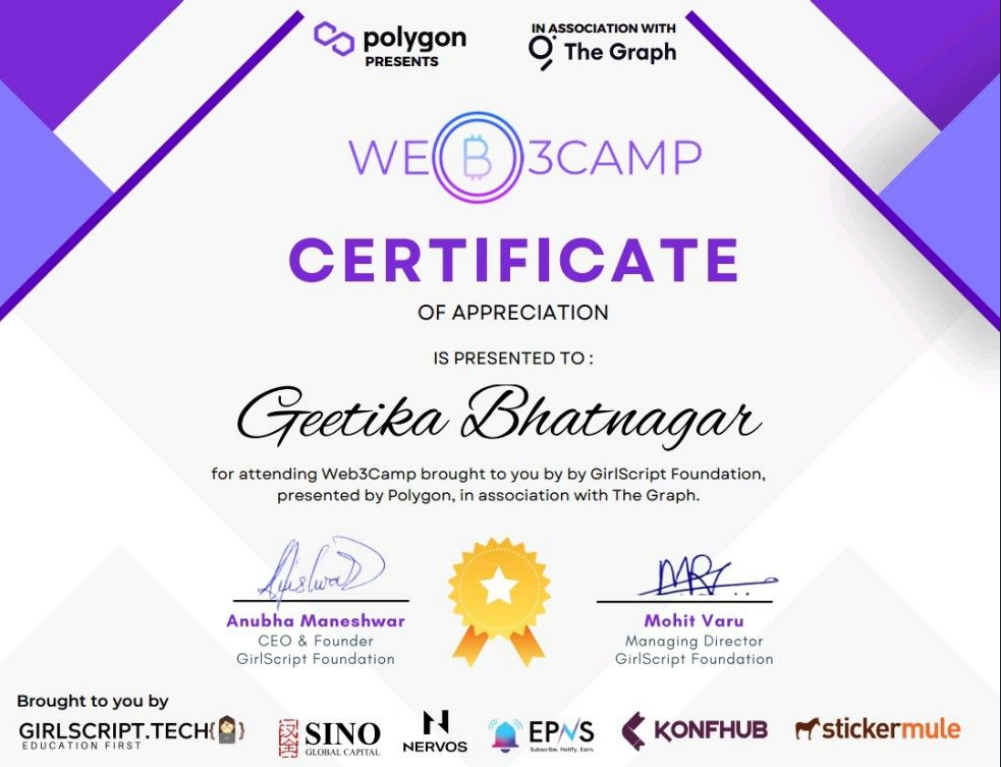 polygon
PRESENTS
IN ASSOCIATION WITH
The Graph
WEB3CAMP
CERTIFICATE
OF APPRECIATION
IS PRESENTED TO :
Geetika Bhatnagar
for attending Web3Camp brought to you by by GirlScript Foundation,
presented by Polygon, in association with The Graph.
Anubha Maneshwar
CEO & Founder
GirlScript Foundation
Mohit Varu
Managing Director
GirlScript Foundation
Brought to you by
GIRLSCRIPT.TECH{ }
EDUCATION FIRST
SINO
GLOBAL CAPITAL
NERVOS
EPNS
Subscribe. Notify. Earn.
KONFHUB
stickermule